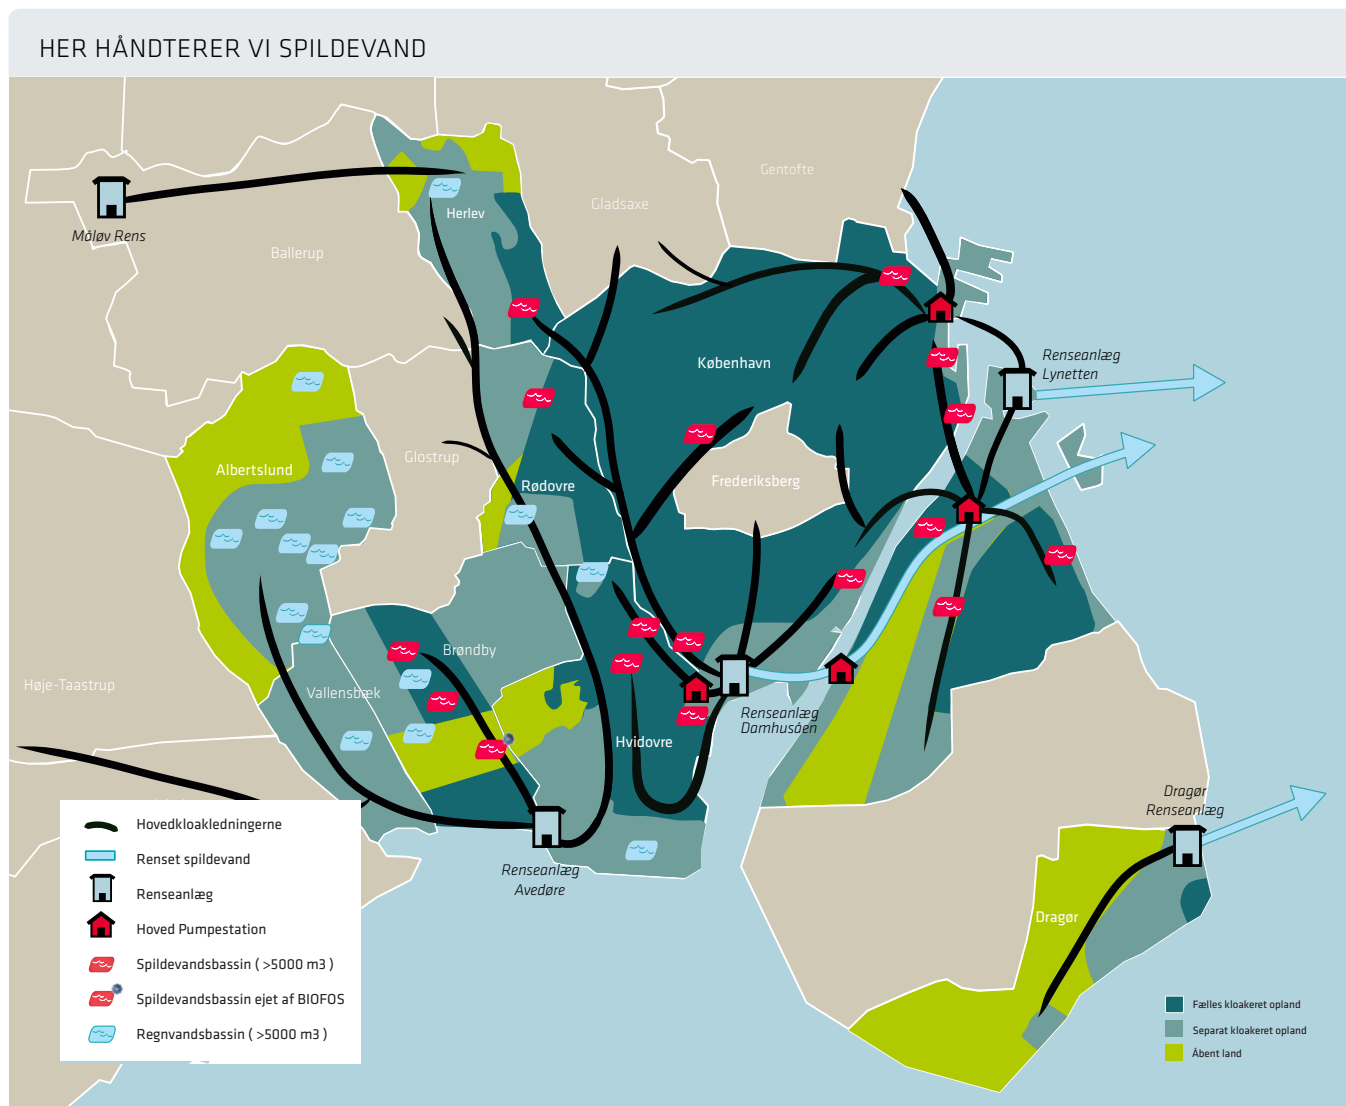 HER HÅNDTERER VI SPILDEVAND
Gentofte
Gladsaxe
Herlev
Måløv Rens
Ballerup
København
Renseanlæg
Lynetten
Glostrup
Albertslund
Rødovre
Frederiksberg
Brøndby
Høje-Taastrup
Vallensbæk
Hvidovre
Renseanlæg
Damhusåen
Dragør
Renseanlæg
Renseanlæg
Avedøre
Dragør
Hovedkloakledningerne
Renset spildevand
Renseanlæg
Hoved Pumpestation
Spildevandsbassin ( >5000 m3 )
Spildevandsbassin ejet af BIOFOS
Regnvandsbassin ( >5000 m3 )
Fælles kloakeret opland
Separat kloakeret opland
Åbent land